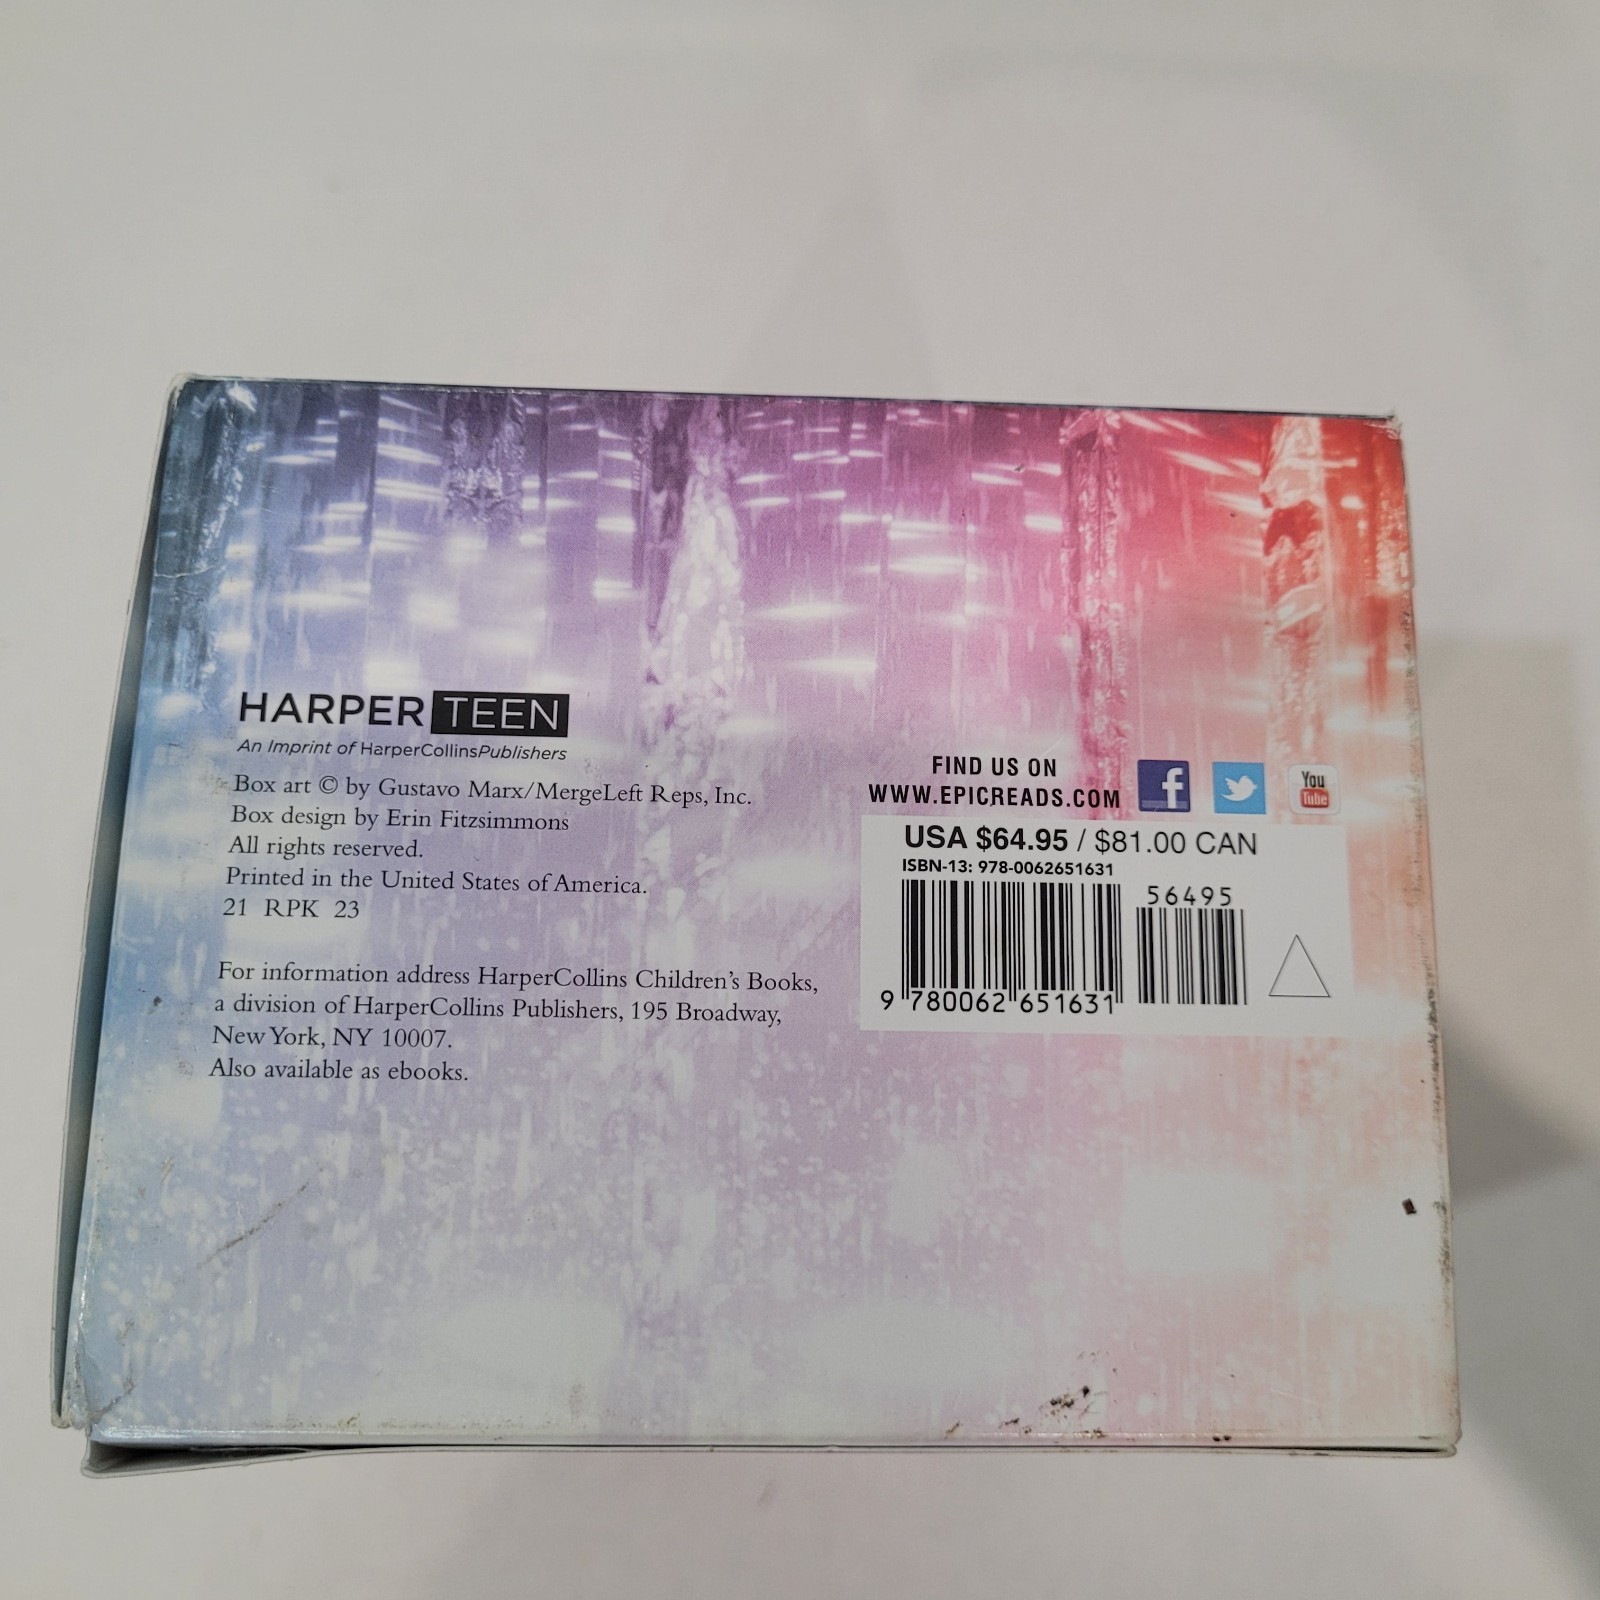 HARPER TEEN
An Imprint of HarperCollinsPublishers
Box art © by Gustavo Marx/MergeLeft Reps, Inc.
Box design by Erin Fitzsimmons
All rights reserved.
Printed in the United States of America.
21 RPK 23
For information address HarperCollins Children's Books,
a division of HarperCollins Publishers, 195 Broadway,
New York, NY 10007.
Also available as ebooks.
FIND US ON
WWW.EPICREADS.COM
f
You
Tube
USA $64.95 / $81.00 CAN
ISBN-13: 978-0062651631
56495
9 780062 651631